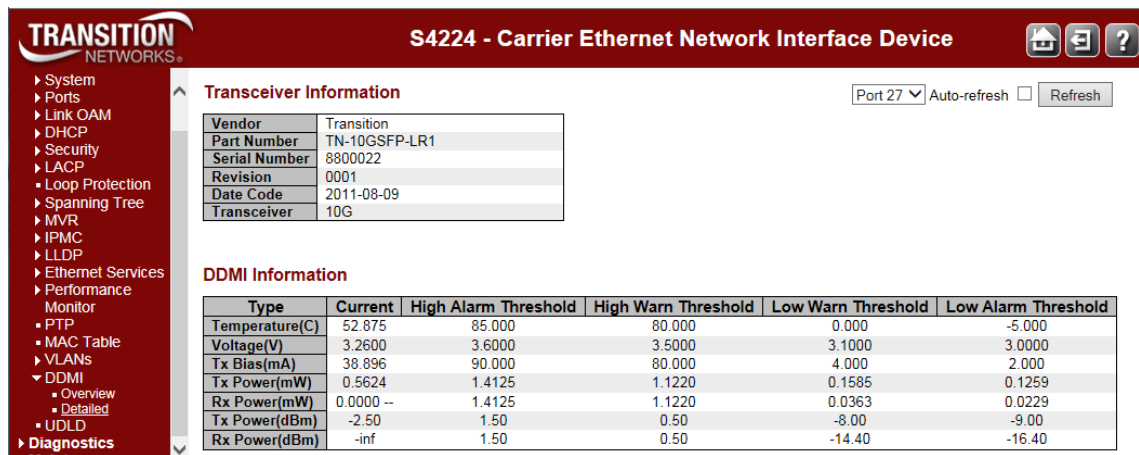 TRANSITION
NETWORKS®
S4224 - Carrier Ethernet Network Interface Device
?
System
Ports
Link OAM
DHCP
Security
LACP
Loop Protection
Spanning Tree
MVR
IPMC
LLDP
Ethernet Services
Performance
Monitor
PTP
MAC Table
VLANs
DDMI
Overview
Detailed
UDLD
Diagnostics
Transceiver Information
Port 27 Auto-refresh Refresh
Vendor Transition
Part Number TN-10GSFP-LR1
Serial Number 8800022
Revision 0001
Date Code 2011-08-09
Transceiver 10G
DDMI Information
Type Current High Alarm Threshold High Warn Threshold Low Warn Threshold Low Alarm Threshold
Temperature(C) 52.875 85.000 80.000 0.000 -5.000
Voltage(V) 3.2600 3.6000 3.5000 3.1000 3.0000
Tx Bias(mA) 38.896 90.000 80.000 4.000 2.000
Tx Power(mW) 0.5624 1.4125 1.1220 0.1585 0.1259
Rx Power(mW) 0.0000 -- 1.4125 1.1220 0.0363 0.0229
Tx Power(dBm) -2.50 1.50 0.50 -8.00 -9.00
Rx Power(dBm) -inf 1.50 0.50 -14.40 -16.40